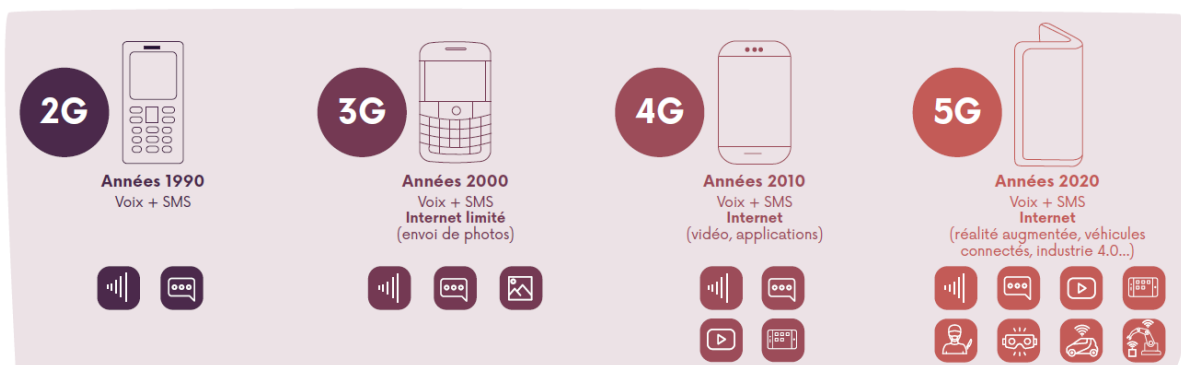 2G
Années 1990
Voix + SMS
3G
Années 2000
Voix + SMS
Internet limité
(envoi de photos)
4G
Années 2010
Voix + SMS
Internet
(vidéo, applications)
5G
Années 2020
Voix + SMS
Internet
(réalité augmentée, véhicules
connectés, industrie 4.0...)